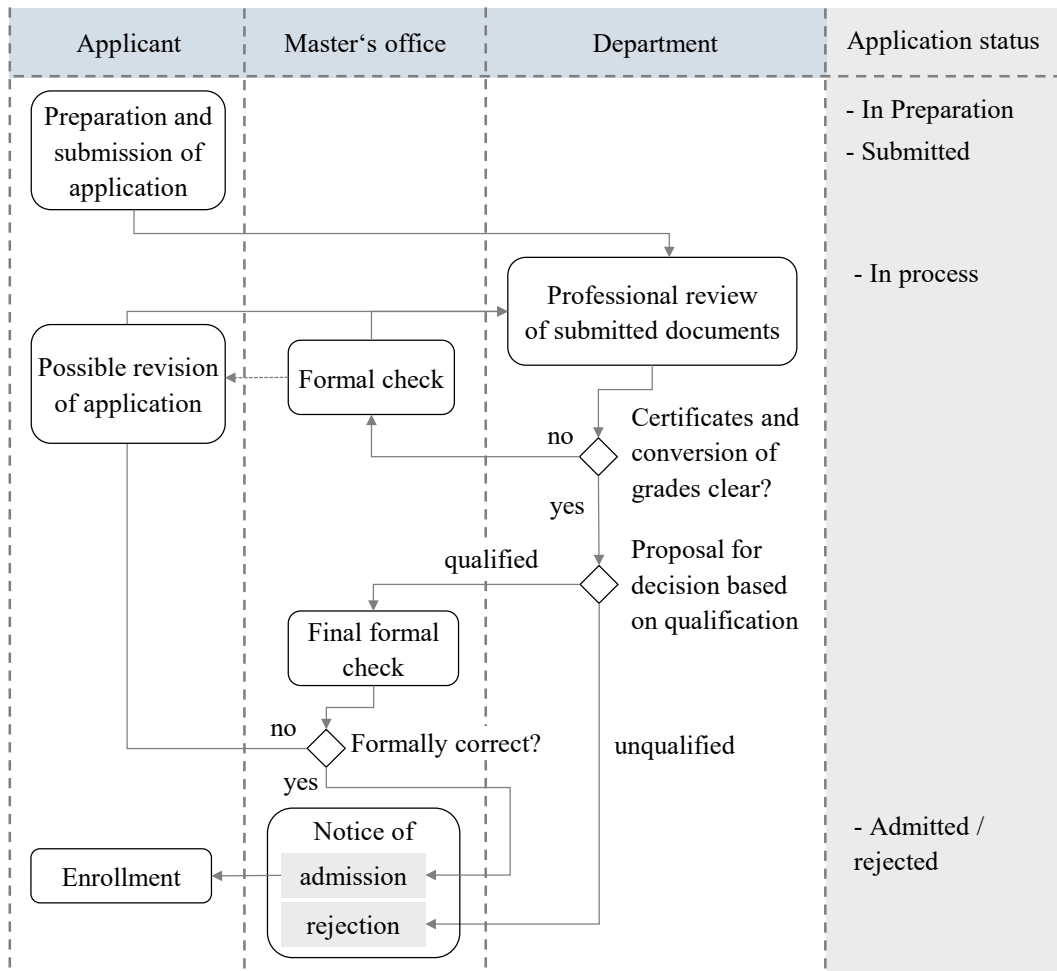 Applicant
Master‘s office
Department
Application status
Preparation and
submission of
application
- In Preparation
- Submitted
Professional review
of submitted documents
- In process
Possible revision
of application
Formal check
no
Certificates and
conversion of
grades clear?
yes
qualified
Proposal for
decision based
on qualification
Final formal
check
no
Formally correct?
unqualified
yes
Notice of
admission
rejection
Enrollment
- Admitted /
rejected